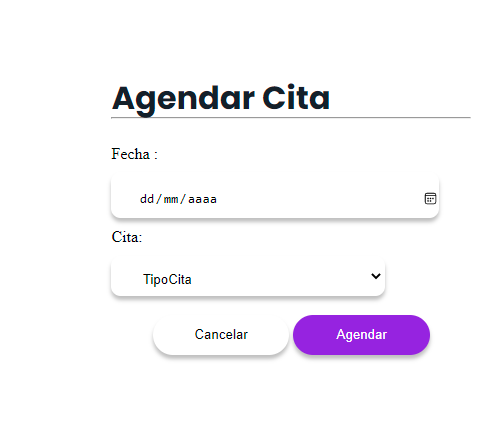 Agendar Cita
Fecha :
dd/mm/aaaa
Cita:
TipoCita
Cancelar Agendar